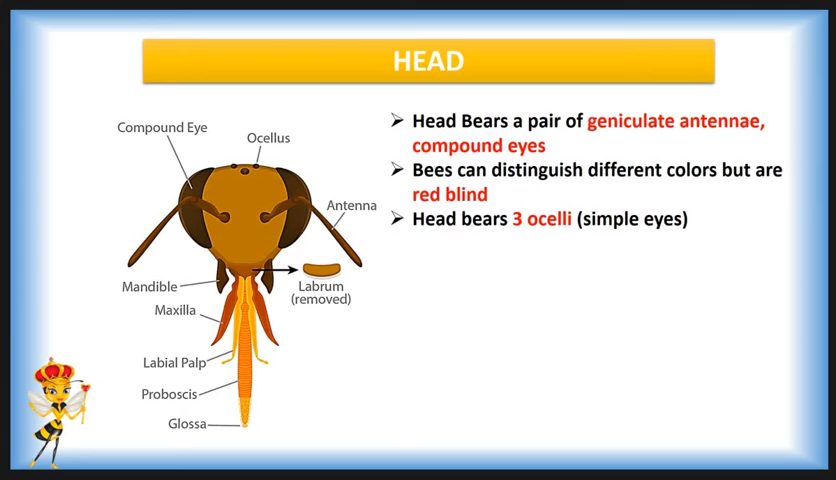 HEAD
Compound Eye
Ocellus
Antenna
Mandible
Labrum
(removed)
Maxilla
Labial Palp
Proboscis
Glossa
➢ Head Bears a pair of geniculate antennae,
compound eyes
➢ Bees can distinguish different colors but are
red blind
➢ Head bears 3 ocelli (simple eyes)